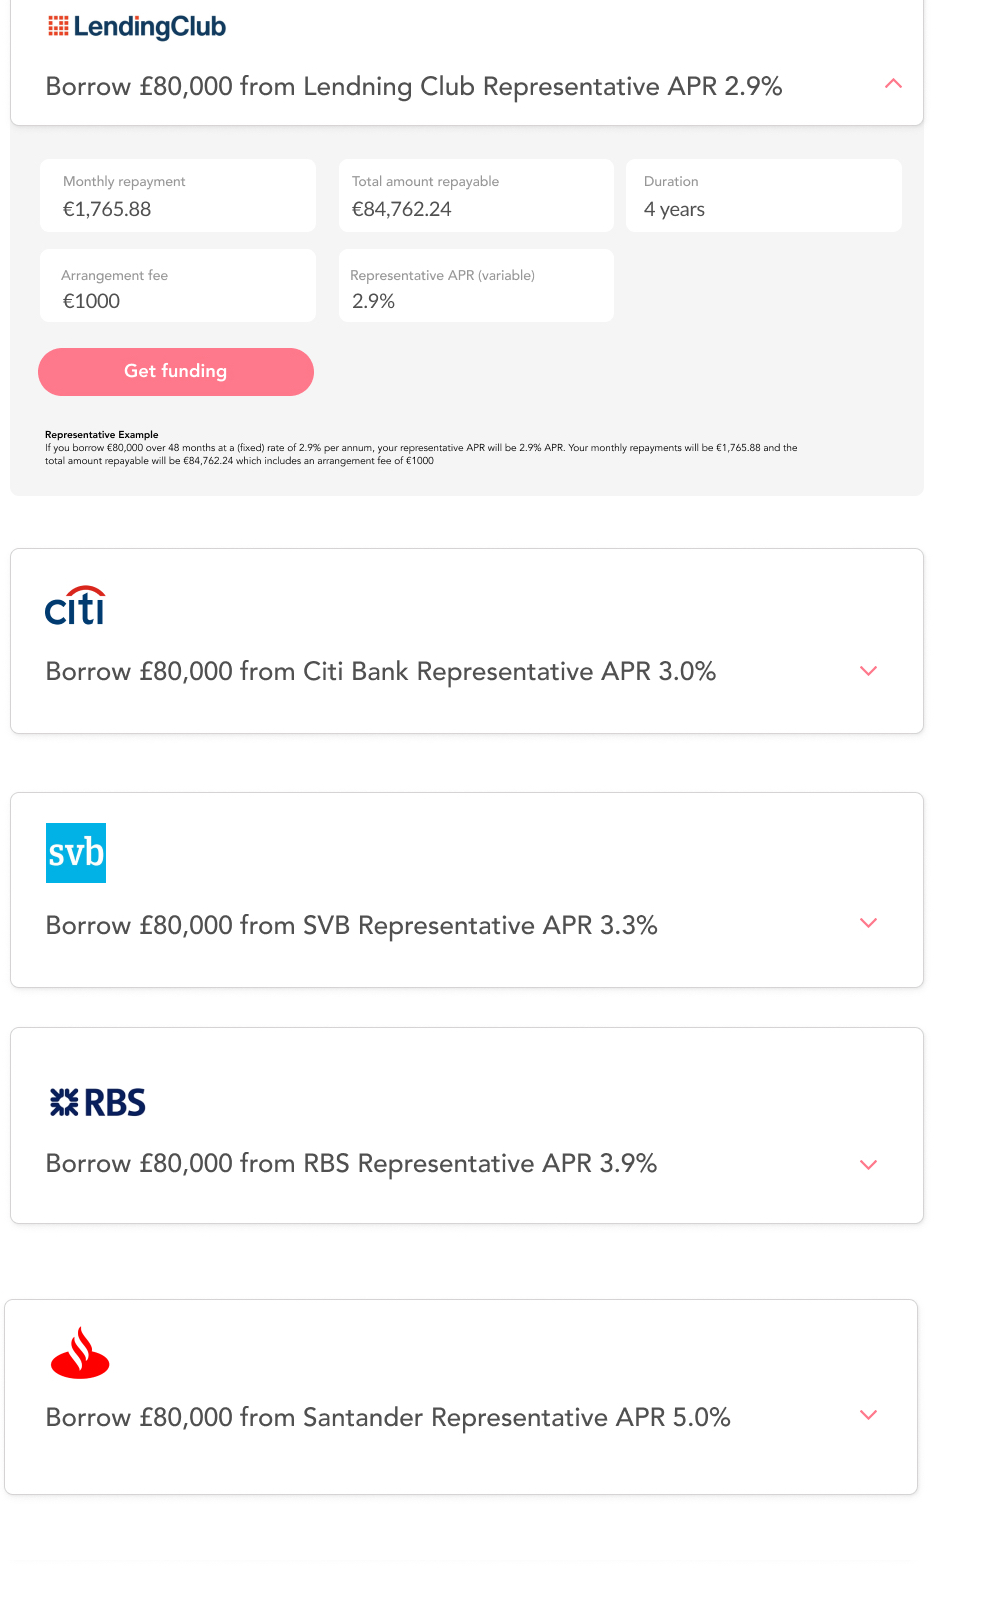 LendingClub
Borrow £80,000 from Lendning Club Representative APR 2.9%
Monthly repayment
€1,765.88
Total amount repayable
€84,762.24
Duration
4 years
Arrangement fee
€1000
Representative APR (variable)
2.9%
Get funding
Representative Example
If you borrow €80,000 over 48 months at a (fixed) rate of 2.9% per annum, your representative APR will be 2.9% APR. Your monthly repayments will be €1,765.88 and the
total amount repayable will be €84,762.24 which includes an arrangement fee of €1000
citi
Borrow £80,000 from Citi Bank Representative APR 3.0%
svb
Borrow £80,000 from SVB Representative APR 3.3%
RBS
Borrow £80,000 from RBS Representative APR 3.9%
Borrow £80,000 from Santander Representative APR 5.0%